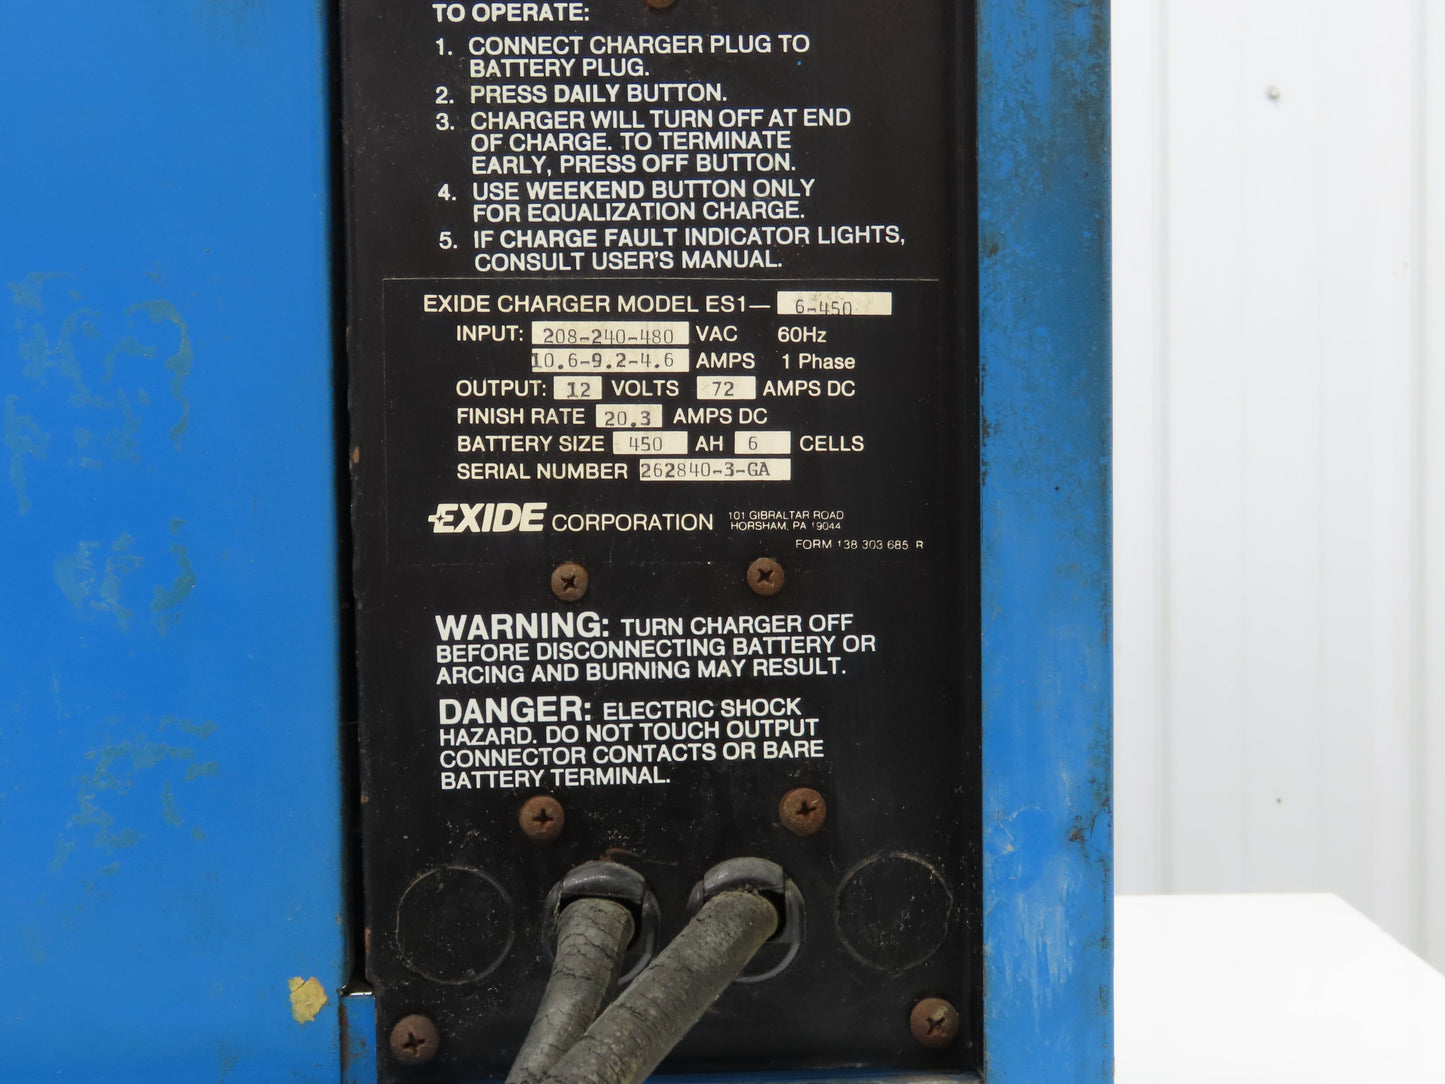 TO OPERATE:
1. CONNECT CHARGER PLUG TO
BATTERY PLUG.
2. PRESS DAILY BUTTON.
3. CHARGER WILL TURN OFF AT END
OF CHARGE. TO TERMINATE
EARLY, PRESS OFF BUTTON.
4. USE WEEKEND BUTTON ONLY
FOR EQUALIZATION CHARGE.
5. IF CHARGE FAULT INDICATOR LIGHTS,
CONSULT USER'S MANUAL.
EXIDE CHARGER MODEL ES1— 6-450
INPUT: 208-240-480 VAC 60Hz
10.6-9.2-4.6 AMPS 1 Phase
OUTPUT: 12 VOLTS 72 AMPS DC
FINISH RATE 20.3 AMPS DC
BATTERY SIZE 450 AH 6 CELLS
SERIAL NUMBER 262840-3-GA
EXIDE CORPORATION 101 GIBRALTAR ROAD
HORSHAM, PA 19044
FORM 138 303 685 R
WARNING: TURN CHARGER OFF
BEFORE DISCONNECTING BATTERY OR
ARCING AND BURNING MAY RESULT.
DANGER: ELECTRIC SHOCK
HAZARD. DO NOT TOUCH OUTPUT
CONNECTOR CONTACTS OR BARE
BATTERY TERMINAL.